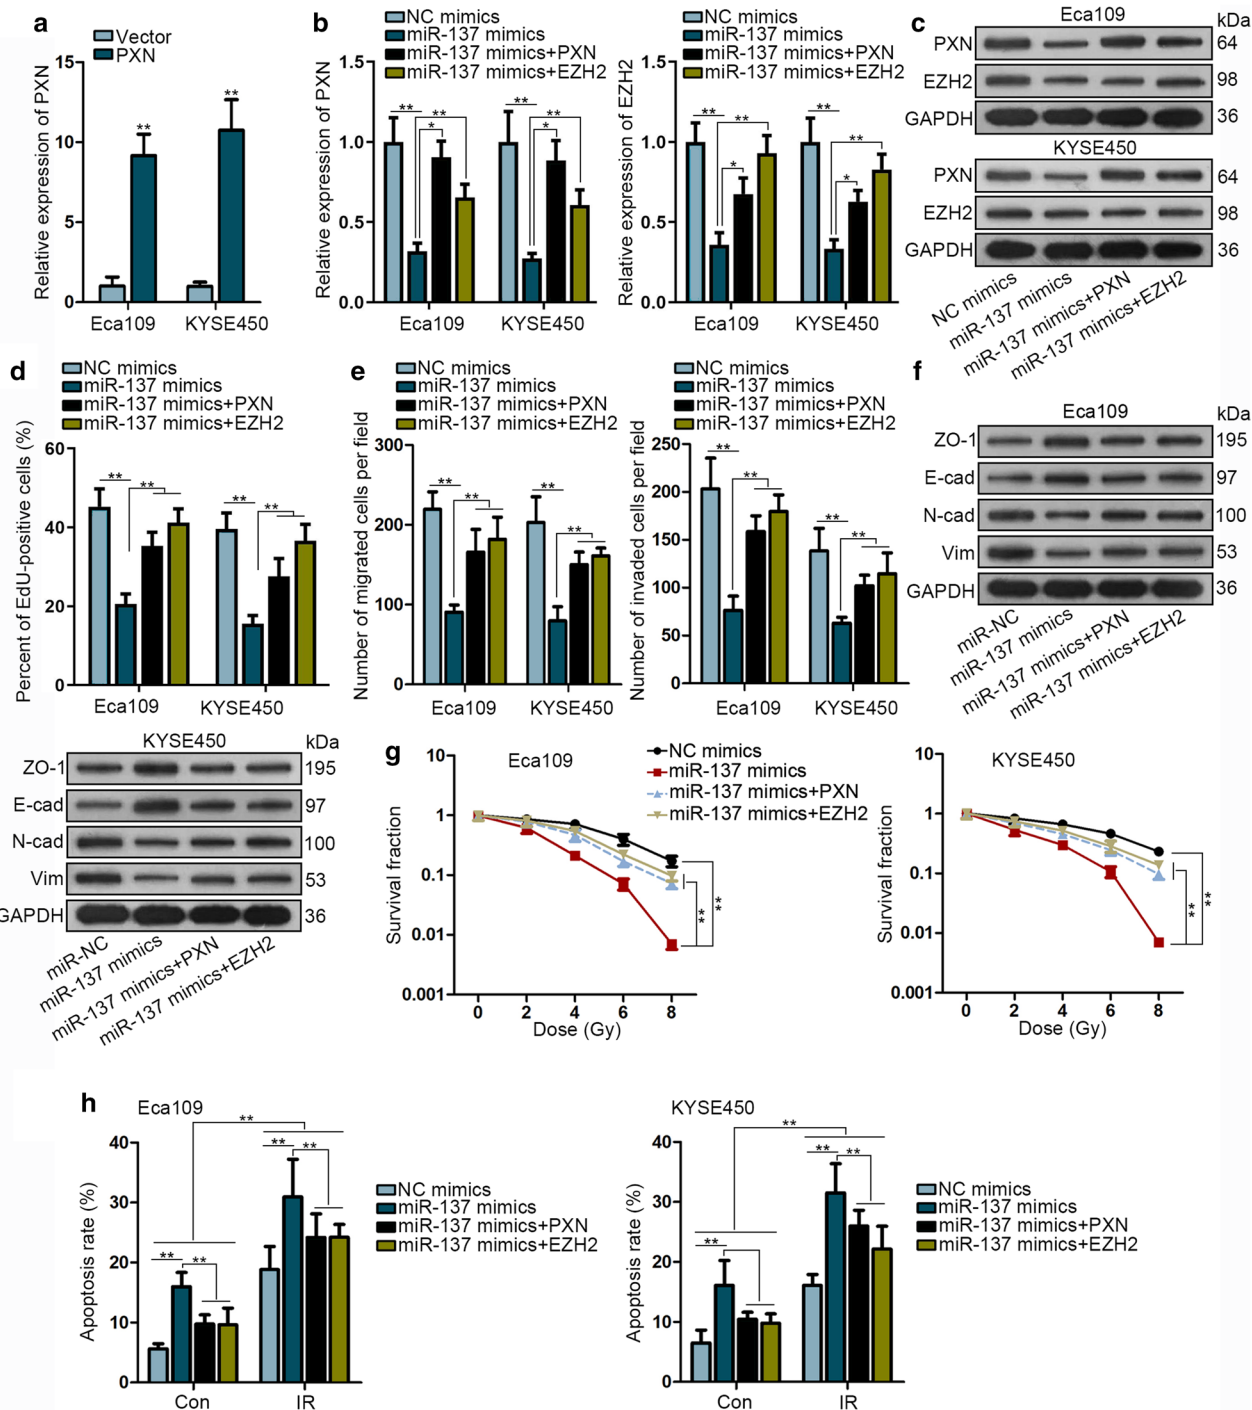 a
Vector
PXN
Relative expression of PXN
15
10
5
0
**
**
Eca109
KYSE450
b
NC mimics
miR-137 mimics
miR-137 mimics+PXN
miR-137 mimics+EZH2
Relative expression of PXN
1.5
1.0
0.5
0.0
**
**
*
**
**
*
Eca109
KYSE450
NC mimics
miR-137 mimics
miR-137 mimics+PXN
miR-137 mimics+EZH2
Relative expression of EZH2
1.5
1.0
0.5
0.0
**
**
*
**
**
*
Eca109
KYSE450
c
Eca109
kDa
PXN
64
EZH2
98
GAPDH
36
KYSE450
PXN
64
EZH2
98
GAPDH
36
NC mimics
miR-137 mimics
miR-137 mimics+PXN
miR-137 mimics+EZH2
d
NC mimics
miR-137 mimics
miR-137 mimics+PXN
miR-137 mimics+EZH2
Percent of EdU-positive cells (%)
60
40
20
0
**
**
**
**
Eca109
KYSE450
e
NC mimics
miR-137 mimics
miR-137 mimics+PXN
miR-137 mimics+EZH2
Number of migrated cells per field
300
200
100
0
**
**
**
**
Eca109
KYSE450
NC mimics
miR-137 mimics
miR-137 mimics+PXN
miR-137 mimics+EZH2
Number of invaded cells per field
250
200
150
100
50
0
**
**
**
**
Eca109
KYSE450
f
Eca109
kDa
ZO-1
195
E-cad
97
N-cad
100
Vim
53
GAPDH
36
miR-NC
miR-137 mimics
miR-137 mimics+PXN
miR-137 mimics+EZH2
KYSE450
kDa
ZO-1
195
E-cad
97
N-cad
100
Vim
53
GAPDH
36
miR-NC
miR-137 mimics
miR-137 mimics+PXN
miR-137 mimics+EZH2
g
Eca109
NC mimics
miR-137 mimics
miR-137 mimics+PXN
miR-137 mimics+EZH2
Survival fraction
10
1
0.1
0.01
0.001
**
**
0
2
4
6
8
Dose (Gy)
KYSE450
Survival fraction
10
1
0.1
0.01
0.001
**
**
0
2
4
6
8
Dose (Gy)
h
Eca109
Apoptosis rate (%)
40
30
20
10
0
**
**
**
**
**
Con
IR
NC mimics
miR-137 mimics
miR-137 mimics+PXN
miR-137 mimics+EZH2
KYSE450
Apoptosis rate (%)
40
30
20
10
0
**
**
**
**
Con
IR
NC mimics
miR-137 mimics
miR-137 mimics+PXN
miR-137 mimics+EZH2